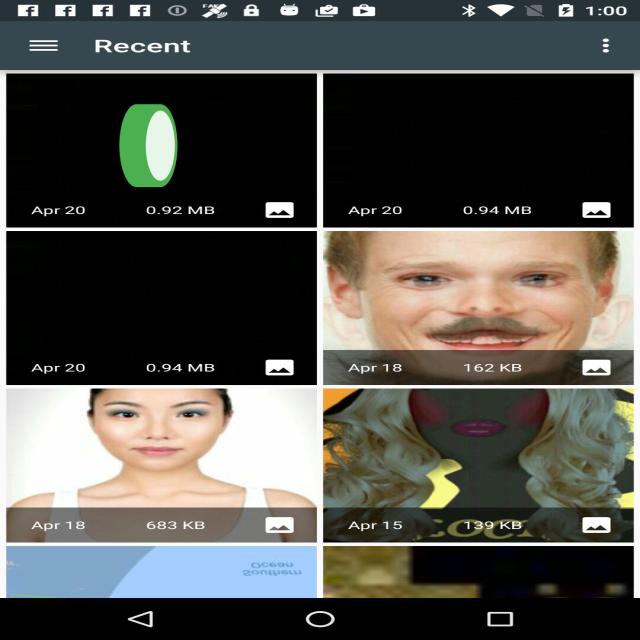 FAKE
1:00
Recent
Apr 20 0.92 MB
Apr 20 0.94 MB
Apr 20 0.94 MB
Apr 18 162 KB
Apr 18 683 KB
Apr 15 139 KB
Southern
Ocean